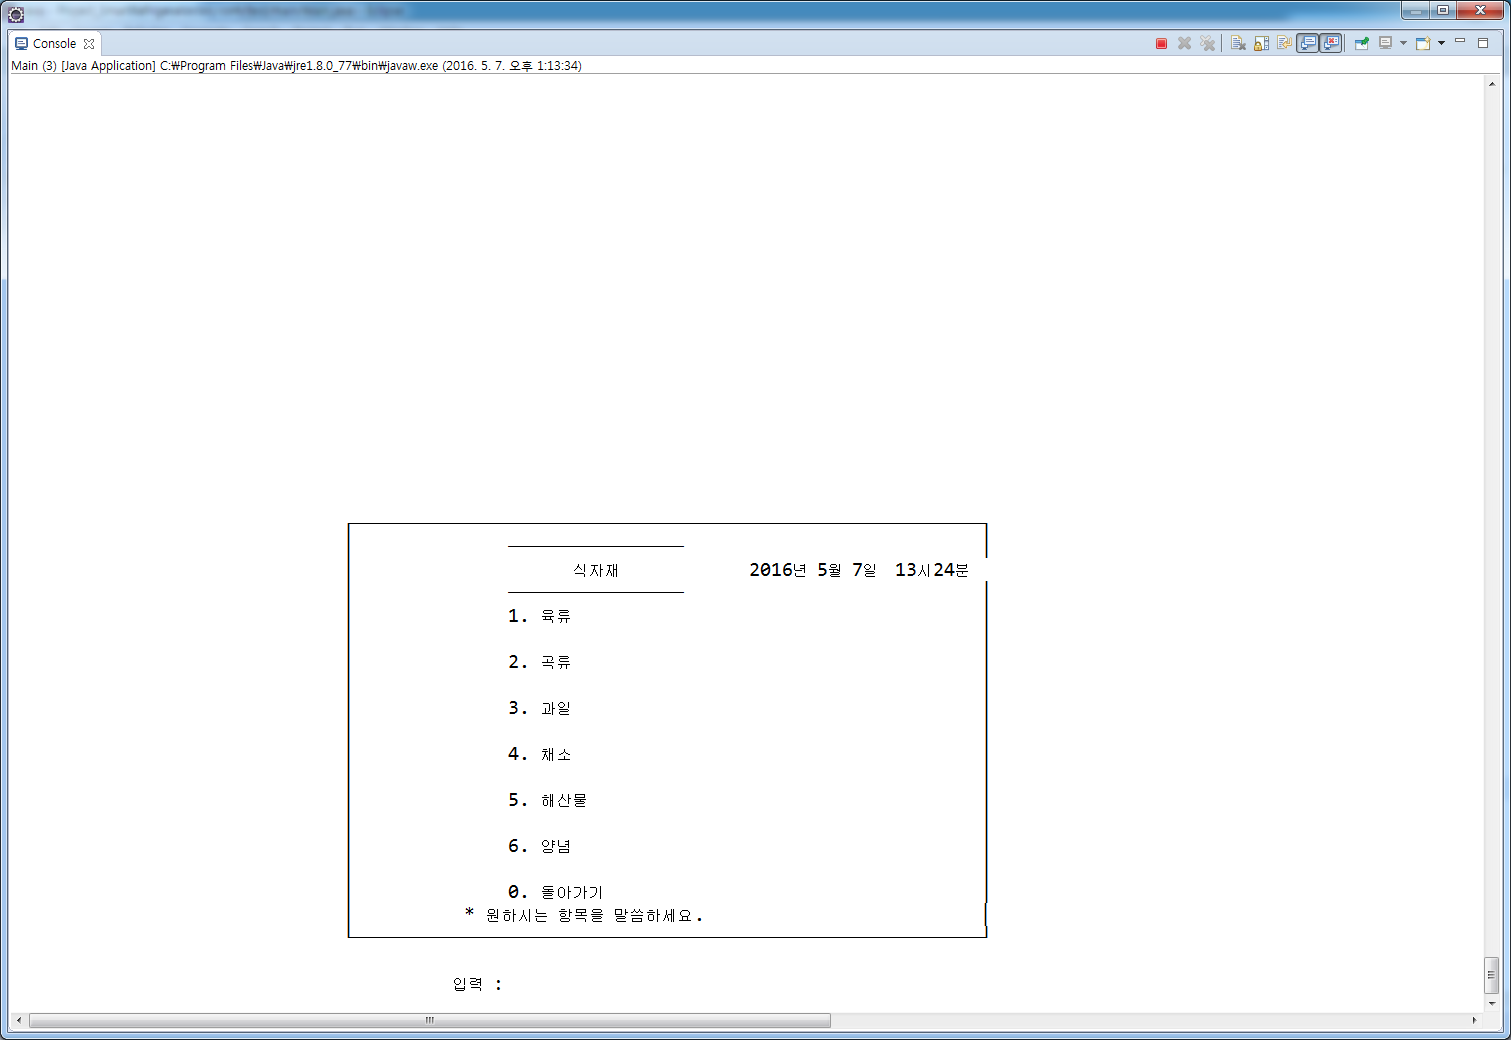 Console
Main (3) [Java Application] C:₩Program Files₩Java₩jre1.8.0_77₩bin₩javaw.exe (2016. 5. 7. 오후 1:13:34)
식자재 2016년 5월 7일 13시24분
1. 육류
2. 곡류
3. 과일
4. 채소
5. 해산물
6. 양념
0. 돌아가기
* 원하시는 항목을 말씀하세요.
입력 :